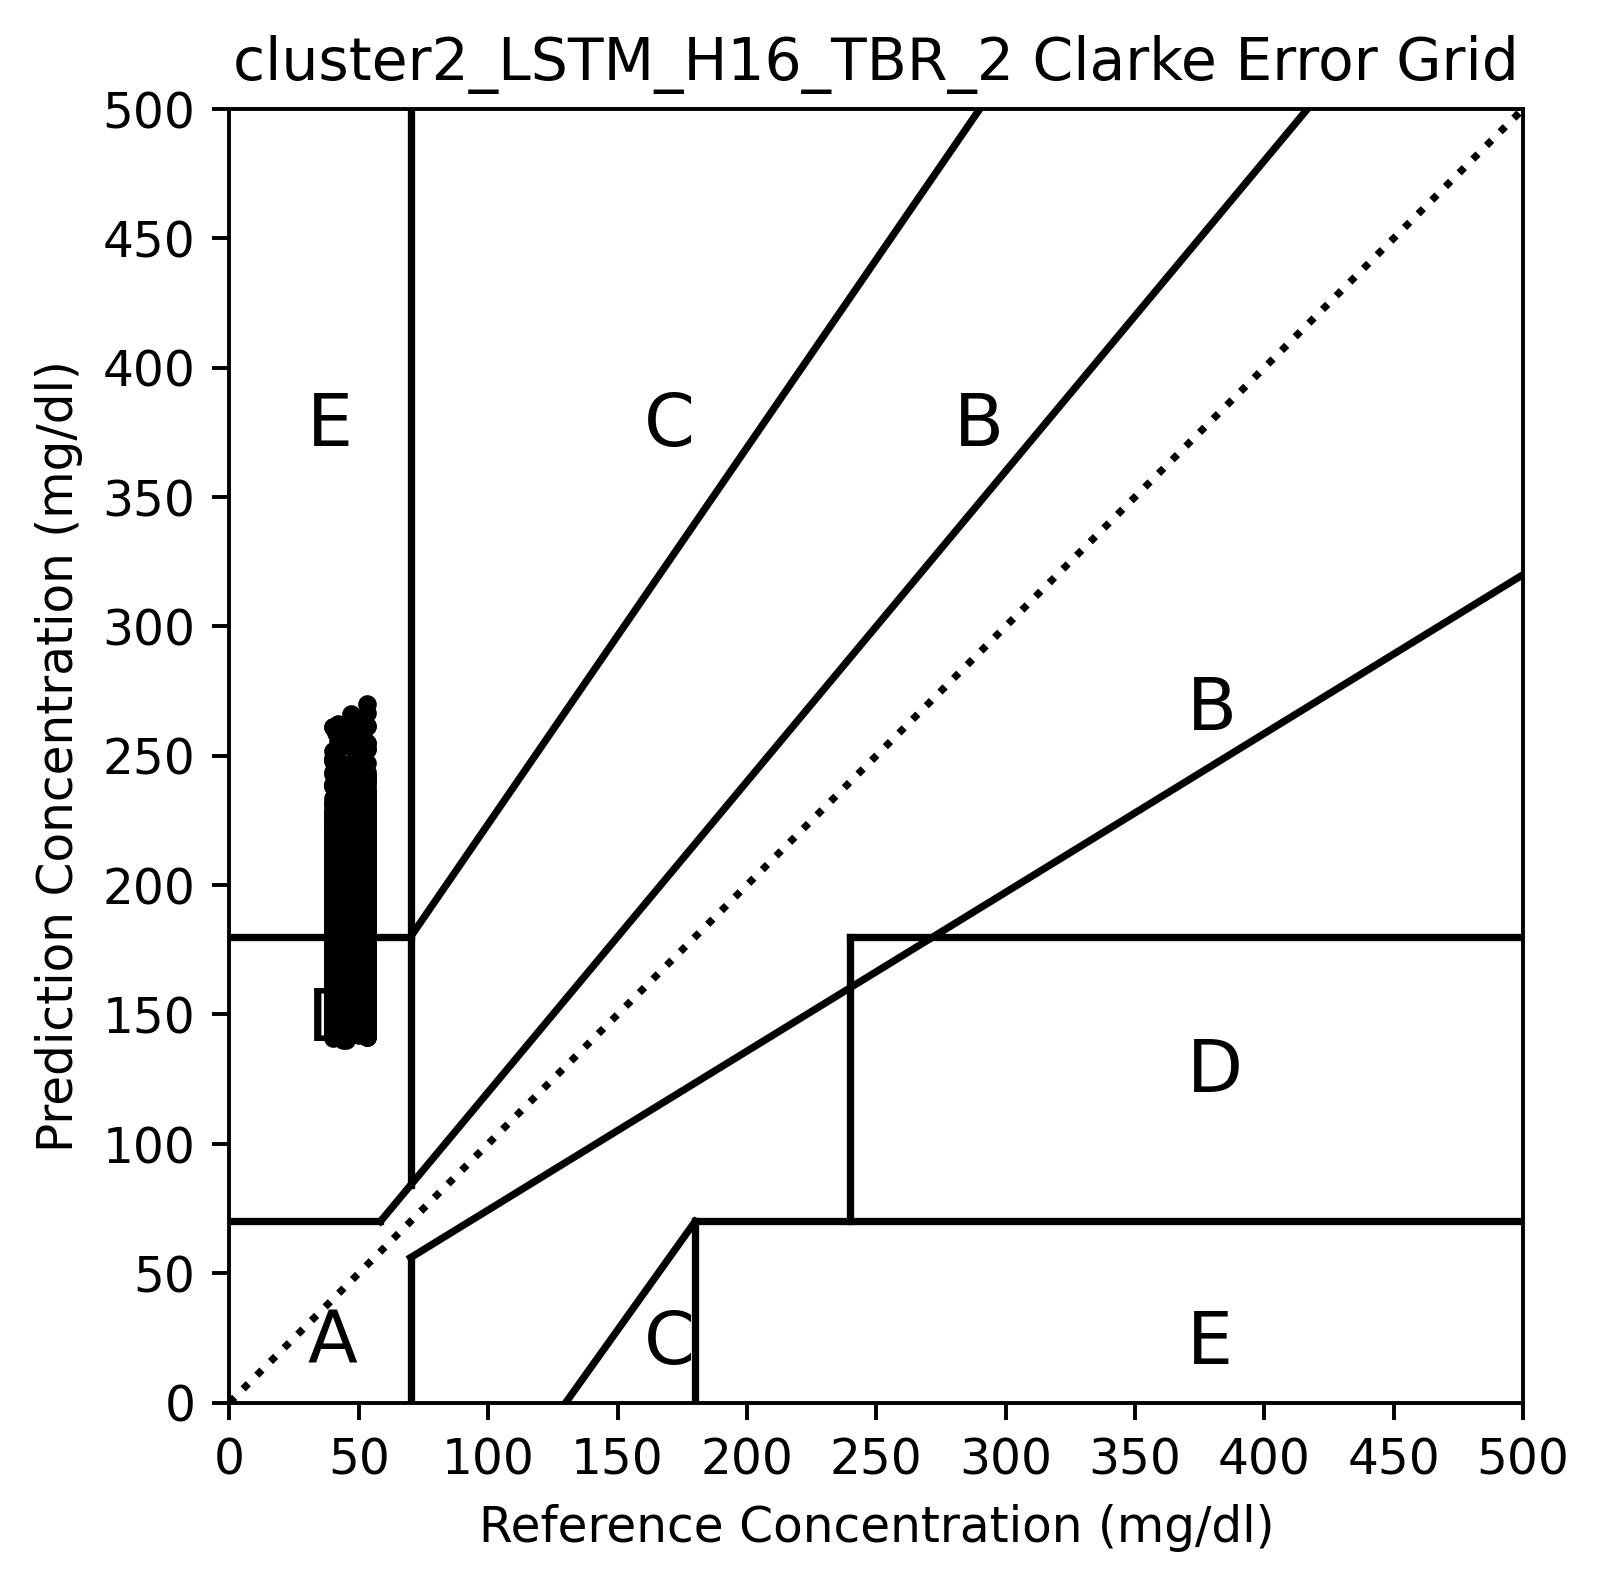 cluster2_LSTM_H16_TBR_2 Clarke Error Grid
500
450
400
350
300
250
200
150
100
50
0
Prediction Concentration (mg/dl)
E
C
B
B
D
A
C
E
0 50 100 150 200 250 300 350 400 450 500
Reference Concentration (mg/dl)